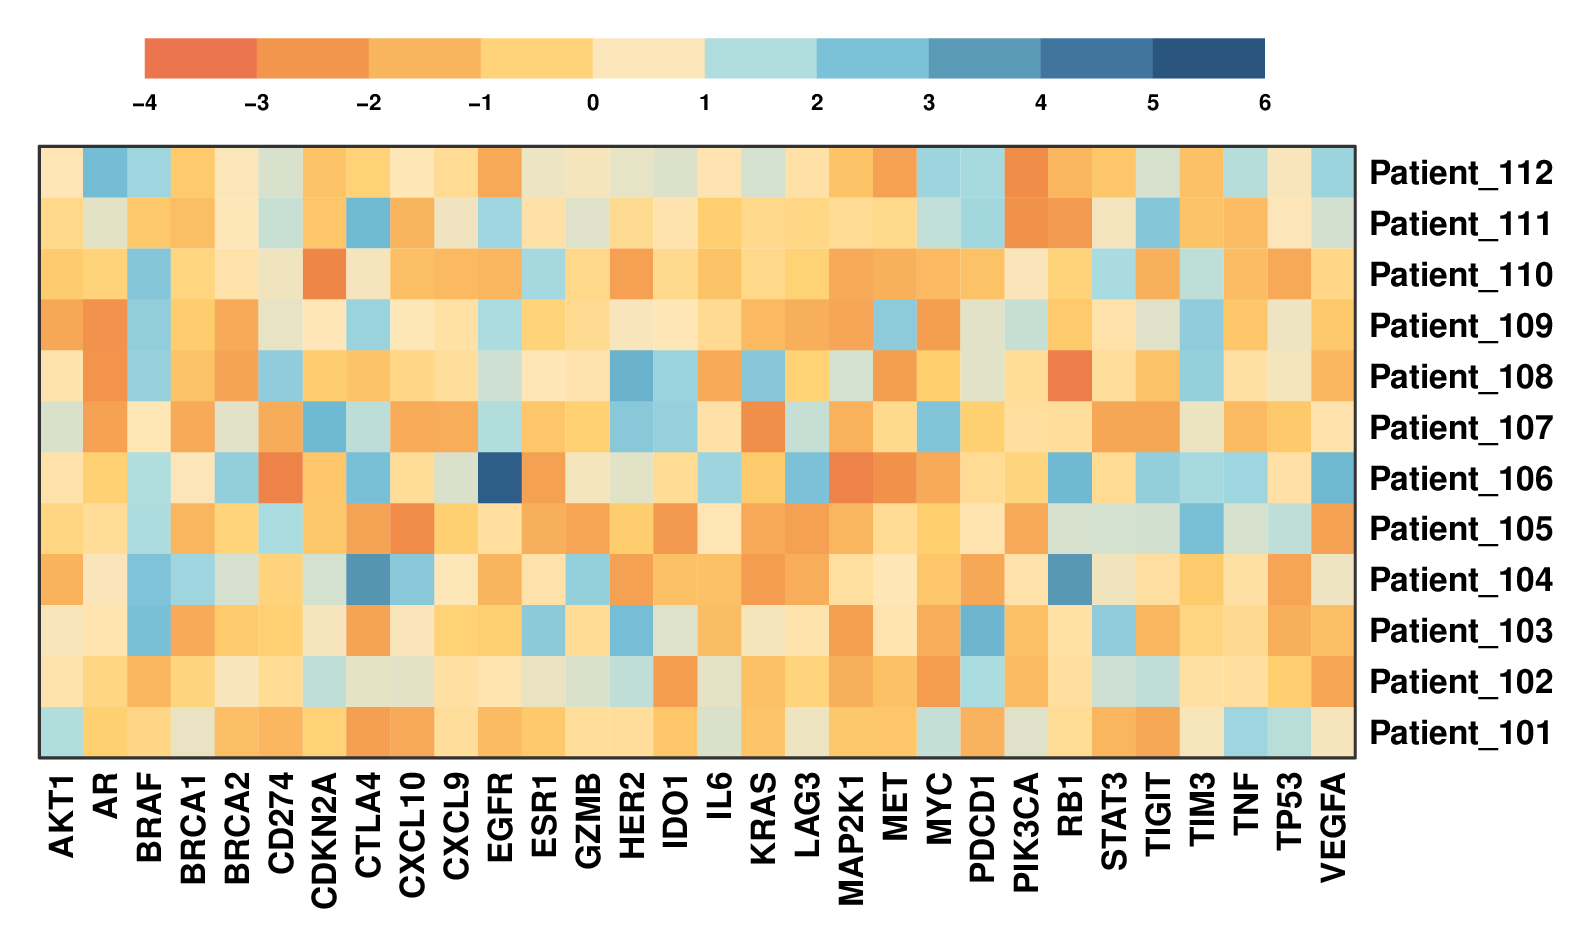 −4 −3 −2 −1 0 1 2 3 4 5 6
Patient_112
Patient_111
Patient_110
Patient_109
Patient_108
Patient_107
Patient_106
Patient_105
Patient_104
Patient_103
Patient_102
Patient_101
AKT1
AR
BRAF
BRCA1
BRCA2
CD274
CDKN2A
CTLA4
CXCL10
CXCL9
EGFR
ESR1
GZMB
HER2
IDO1
IL6
KRAS
LAG3
MAP2K1
MET
MYC
PDCD1
PIK3CA
RB1
STAT3
TIGIT
TIM3
TNF
TP53
VEGFA